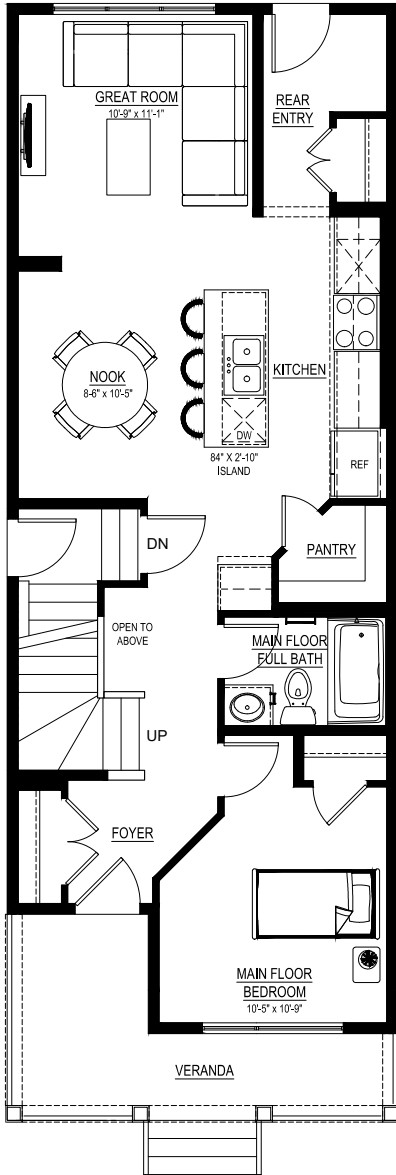 GREAT ROOM
10'-9" x 11'-1"
REAR
ENTRY
NOOK
8-6" x 10'-5"
KITCHEN
DW
84" X 2'-10"
ISLAND
REF
DN
PANTRY
OPEN TO
ABOVE
MAIN FLOOR
FULL BATH
UP
FOYER
MAIN FLOOR
BEDROOM
10'-5" x 10'-9"
VERANDA